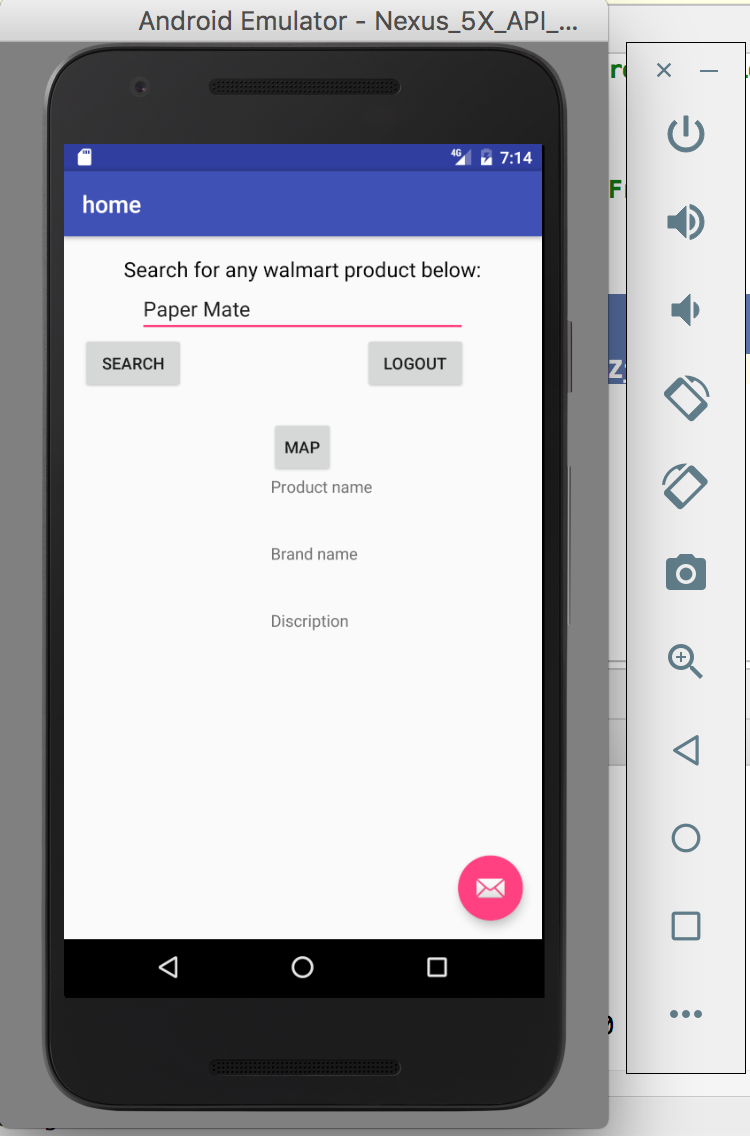 Android Emulator - Nexus_5X_API_...
4G 7:14
home
Search for any walmart product below:
Paper Mate
SEARCH LOGOUT
MAP
Product name
Brand name
Discription